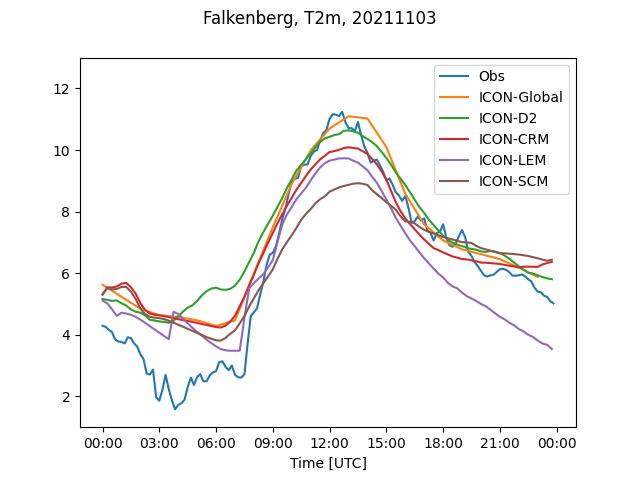 Falkenberg, T2m, 20211103
Obs
ICON-Global
ICON-D2
ICON-CRM
ICON-LEM
ICON-SCM
12
10
8
6
4
2
00:00 03:00 06:00 09:00 12:00 15:00 18:00 21:00 00:00
Time [UTC]